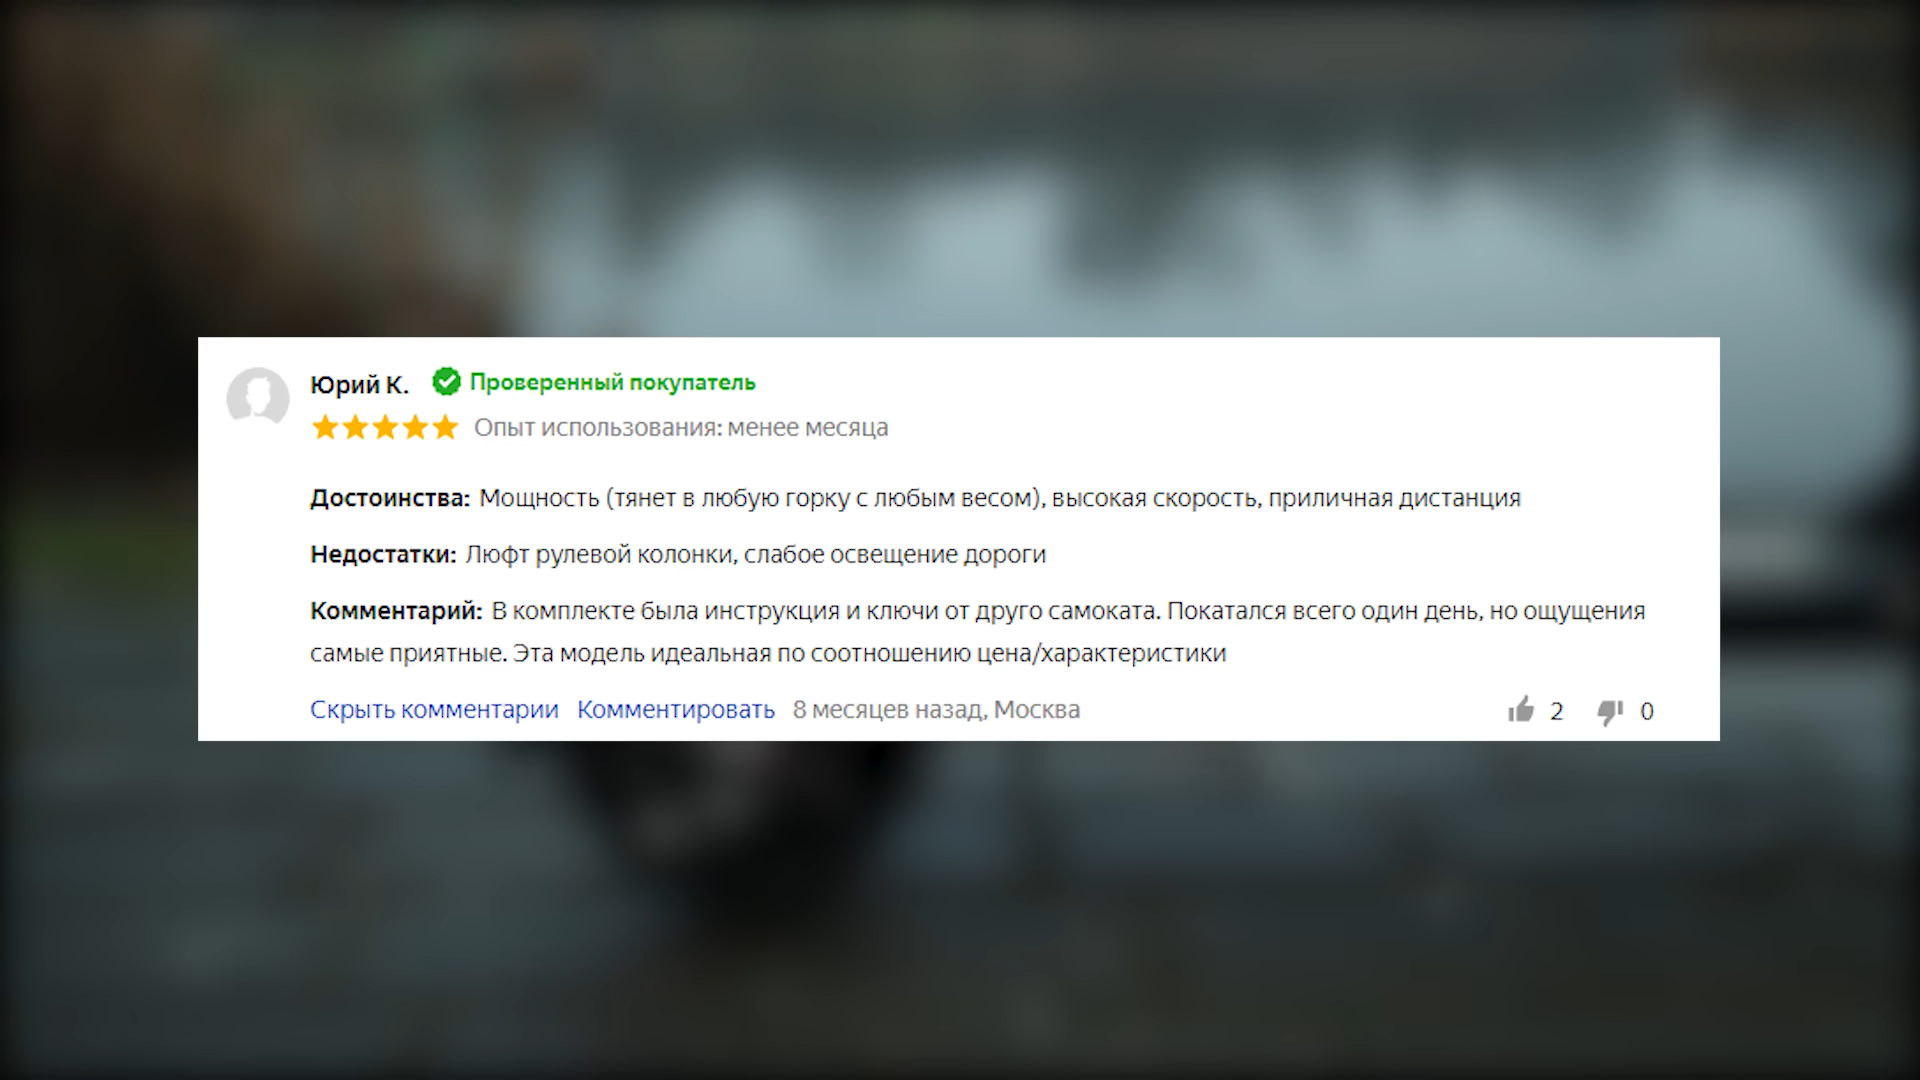 Юрий К. Проверенный покупатель
Опыт использования: менее месяца
Достоинства: Мощность (тянет в любую горку с любым весом), высокая скорость, приличная дистанция
Недостатки: Люфт рулевой колонки, слабое освещение дороги
Комментарий: В комплекте была инструкция и ключи от друго самоката. Покатался всего один день, но ощущения
самые приятные. Эта модель идеальная по соотношению цена/характеристики
Скрыть комментарии Комментировать 8 месяцев назад, Москва 2 0